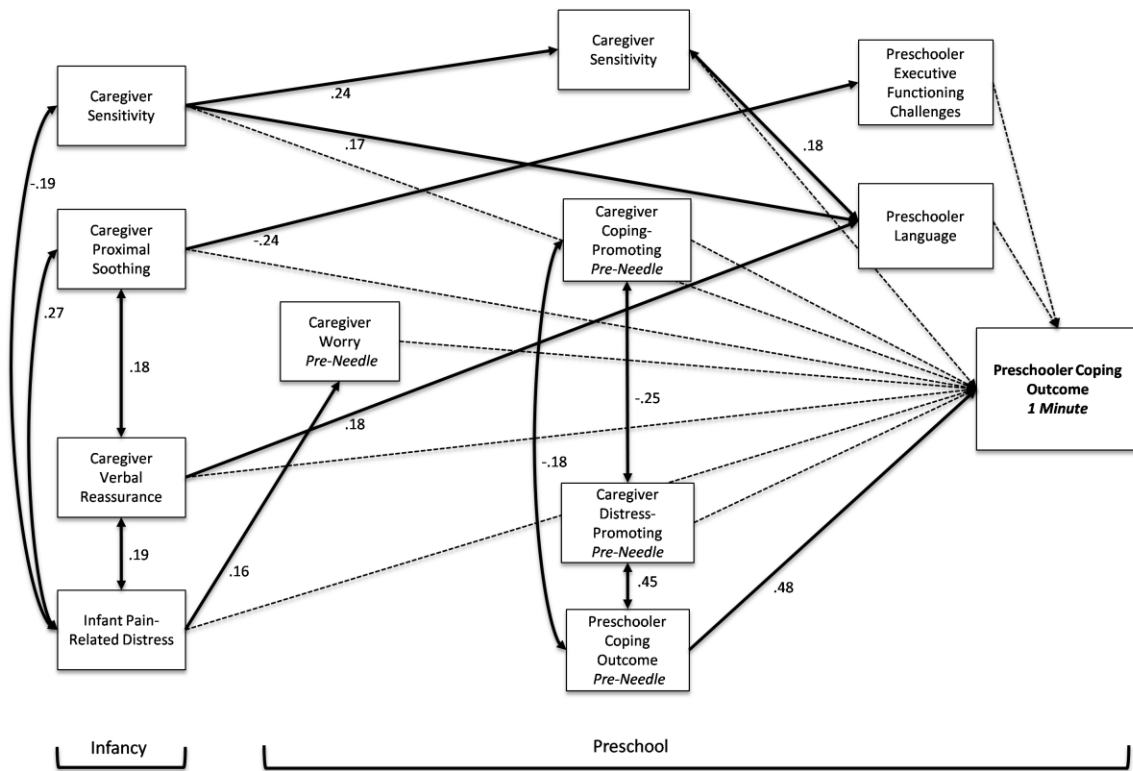 Caregiver
Sensitivity
Caregiver
Sensitivity
Preschooler
Executive
Functioning
Challenges
.24
.17
.18
-.19
Caregiver
Proximal
Soothing
-.24
Caregiver
Coping-
Promoting
Pre-Needle
Preschooler
Language
.27
Caregiver
Worry
Pre-Needle
.18
Preschooler Coping
Outcome
1 Minute
-.25
.18
Caregiver
Verbal
Reassurance
-.18
Caregiver
Distress-
Promoting
Pre-Needle
.19
.16
.45
.48
Infant Pain-
Related Distress
Preschooler
Coping
Outcome
Pre-Needle
Infancy
Preschool